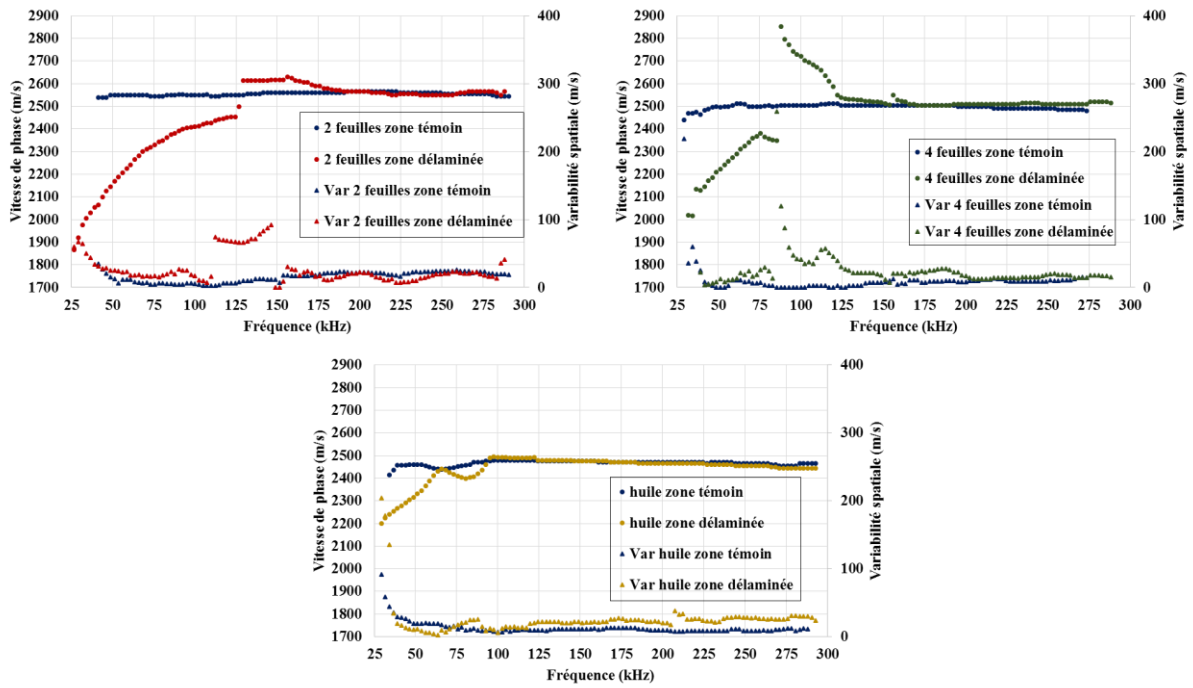 2900
2800
2700
2600
2500
2400
2300
2200
2100
2000
1900
1800
1700
Vitesse de phase (m/s)
400
300
200
100
0
Variabilité spatiale (m/s)
2 feuilles zone témoin
2 feuilles zone délaminée
Var 2 feuilles zone témoin
Var 2 feuilles zone délaminée
25 50 75 100 125 150 175 200 225 250 275 300
Fréquence (kHz)
2900
2800
2700
2600
2500
2400
2300
2200
2100
2000
1900
1800
1700
Vitesse de phase (m/s)
400
300
200
100
0
Variabilité spatiale (m/s)
4 feuilles zone témoin
4 feuilles zone délaminée
Var 4 feuilles zone témoin
Var 4 feuilles zone délaminée
25 50 75 100 125 150 175 200 225 250 275 300
Fréquence (kHz)
2900
2800
2700
2600
2500
2400
2300
2200
2100
2000
1900
1800
1700
Vitesse de phase (m/s)
400
300
200
100
0
Variabilité spatiale (m/s)
huile zone témoin
huile zone délaminée
Var huile zone témoin
Var huile zone délaminée
25 50 75 100 125 150 175 200 225 250 275 300
Fréquence (kHz)